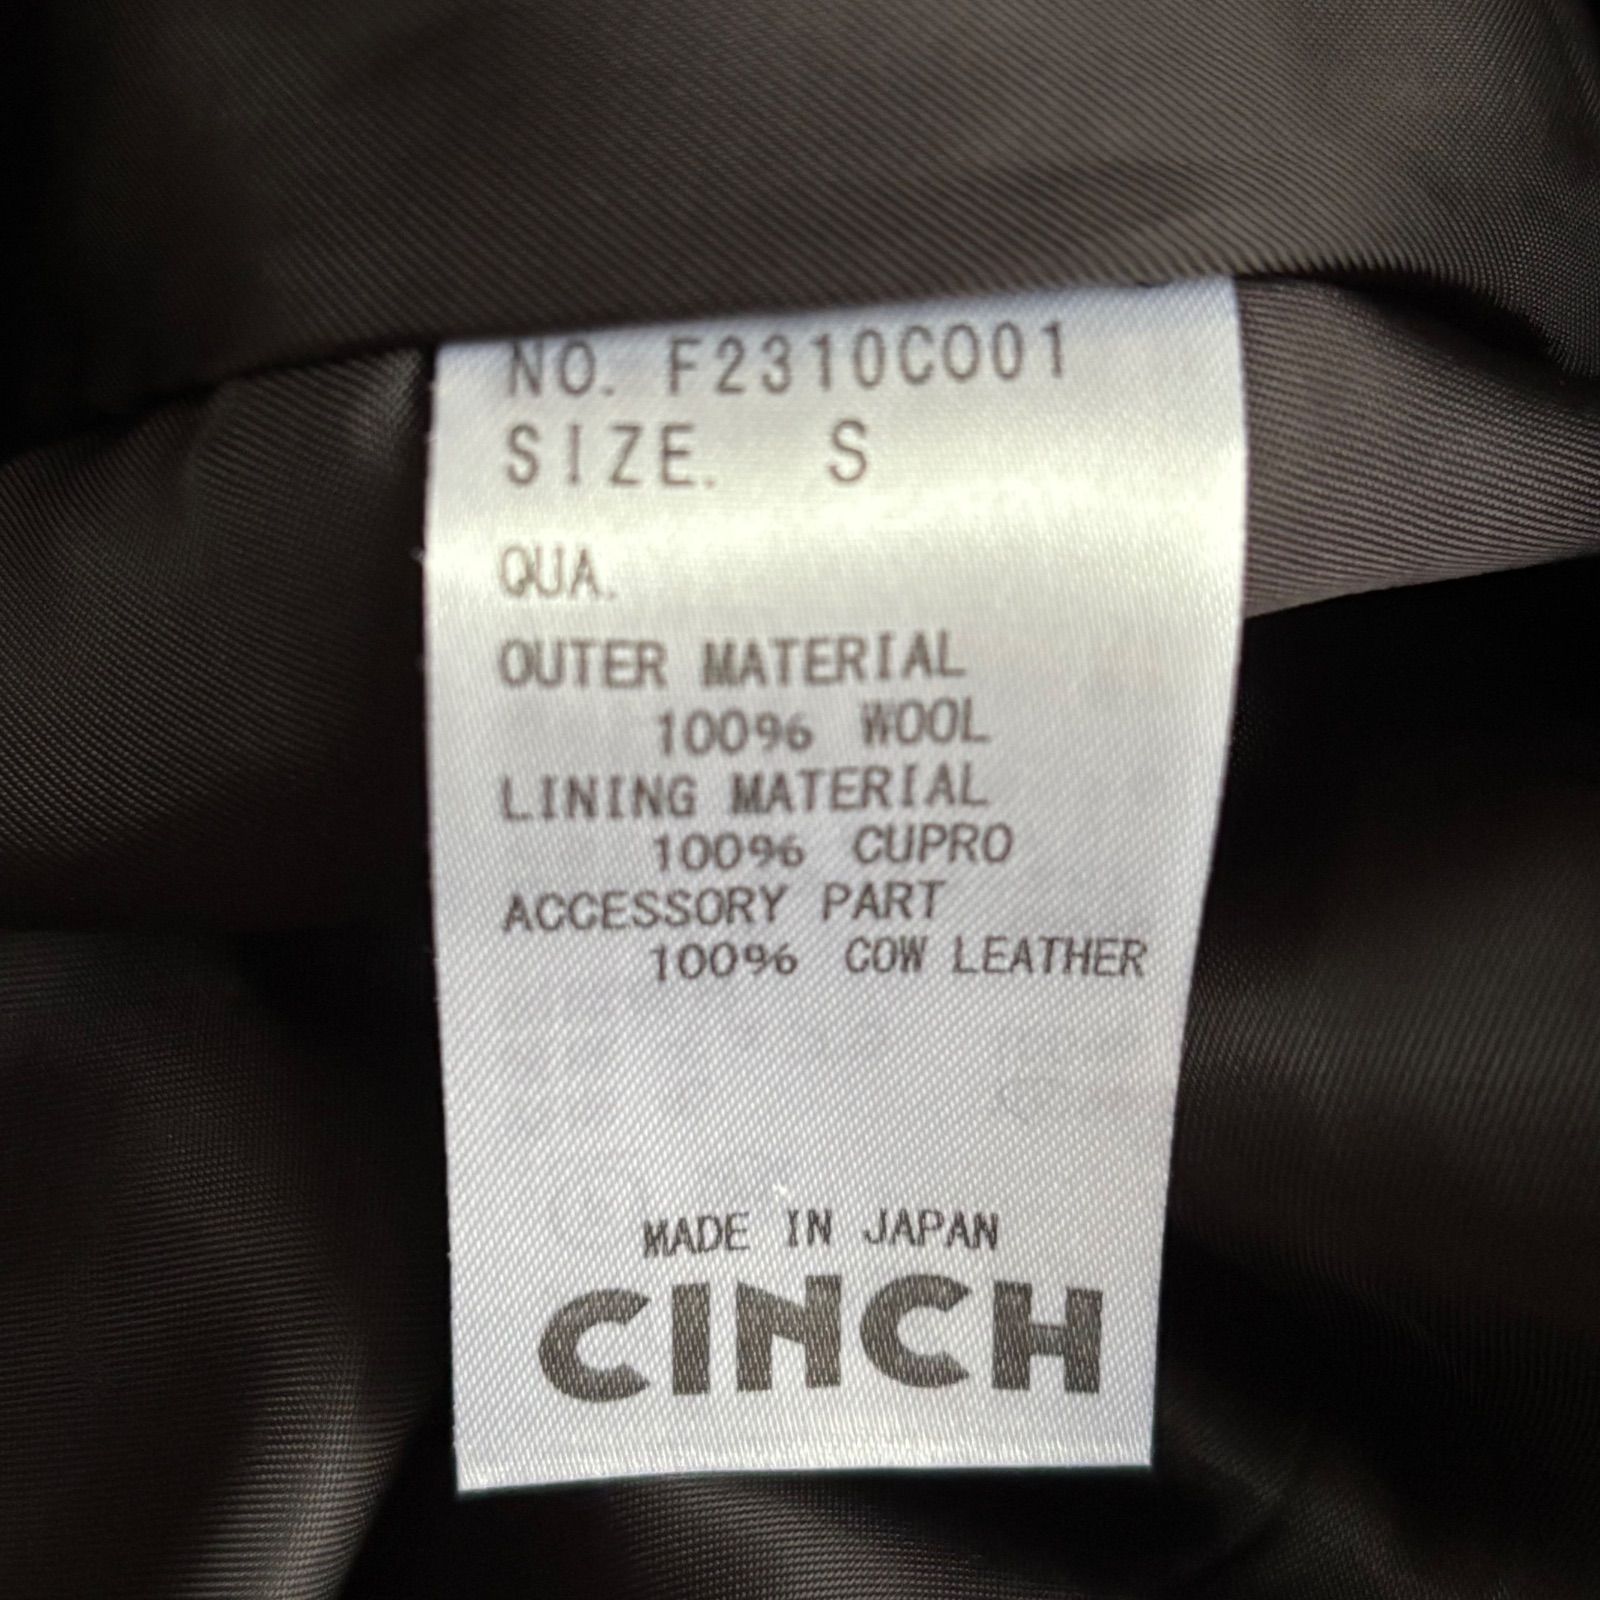 NO. F2310CO01
SIZE. S
QUA.
OUTER MATERIAL
100% WOOL
LINING MATERIAL
100% CUPRO
ACCESSORY PART
100% COW LEATHER
MADE IN JAPAN
CINCH